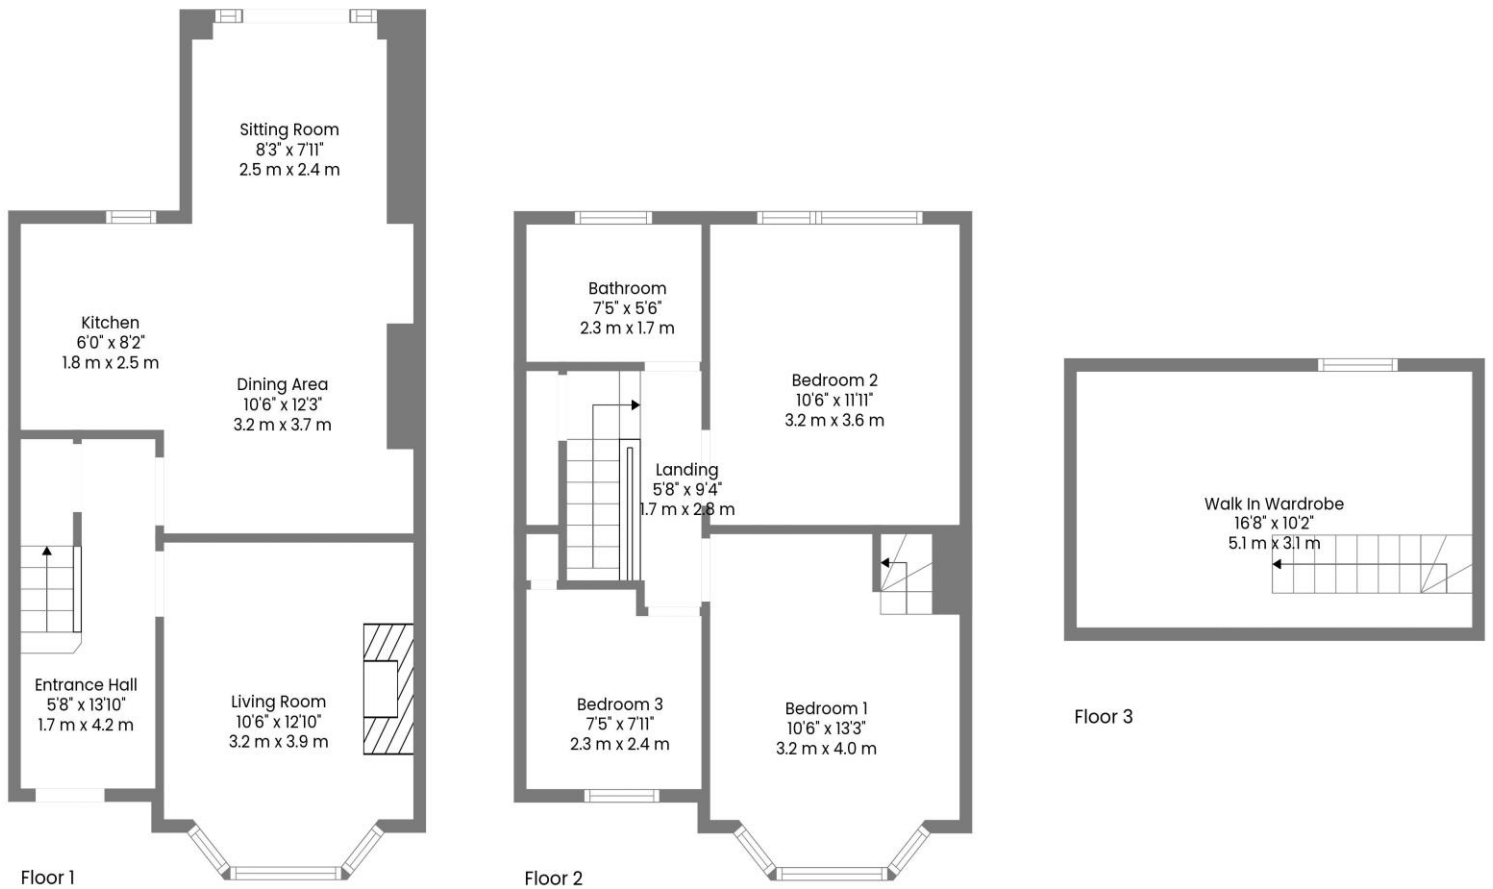 Sitting Room
8'3" x 7'11"
2.5 m x 2.4 m
Kitchen
6'0" x 8'2"
1.8 m x 2.5 m
Dining Area
10'6" x 12'3"
3.2 m x 3.7 m
Entrance Hall
5'8" x 13'10"
1.7 m x 4.2 m
Living Room
10'6" x 12'10"
3.2 m x 3.9 m
Floor 1
Bathroom
7'5" x 5'6"
2.3 m x 1.7 m
Bedroom 2
10'6" x 11'11"
3.2 m x 3.6 m
Landing
5'8" x 9'4"
1.7 m x 2.8 m
Bedroom 3
7'5" x 7'11"
2.3 m x 2.4 m
Bedroom 1
10'6" x 13'3"
3.2 m x 4.0 m
Floor 2
Walk In Wardrobe
16'8" x 10'2"
5.1 m x 3.1 m
Floor 3